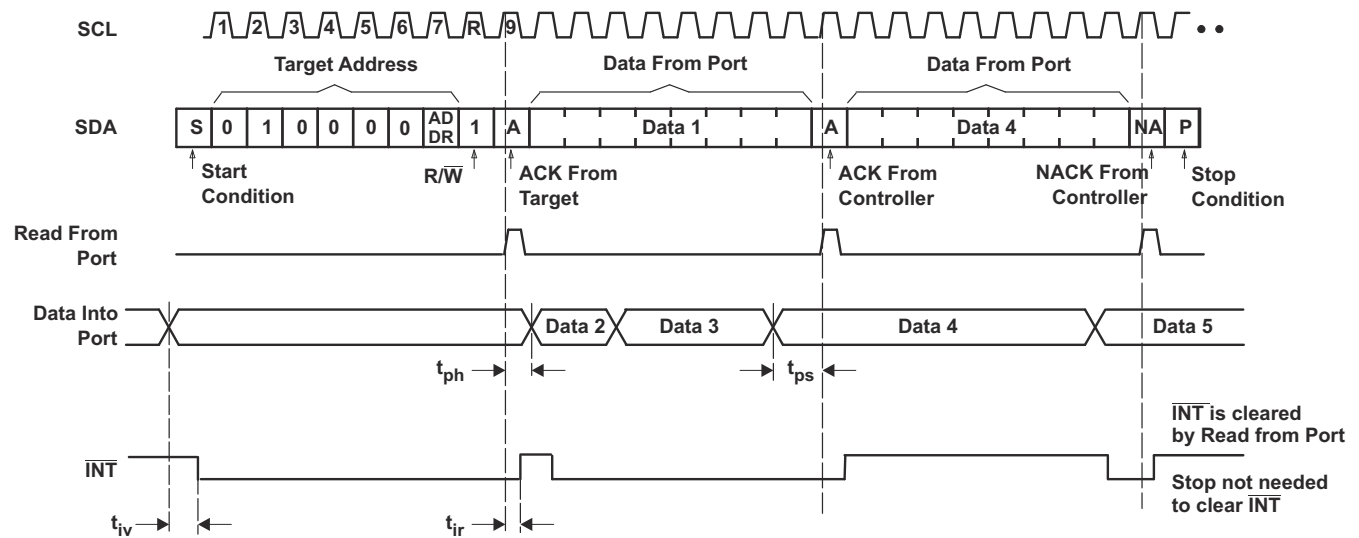 SCL
1 2 3 4 5 6 7 R 9
Target Address
Data From Port
Data From Port
SDA
S 0 1 0 0 0 0 AD DR 1 A Data 1 A Data 4 NA P
Start
Condition
R/W
ACK From
Target
ACK From
Controller
NACK From
Controller
Stop
Condition
Read From
Port
Data Into
Port
Data 2
Data 3
Data 4
Data 5
tph
tps
INT
INT is cleared
by Read from Port
Stop not needed
to clear INT
tiv
tir